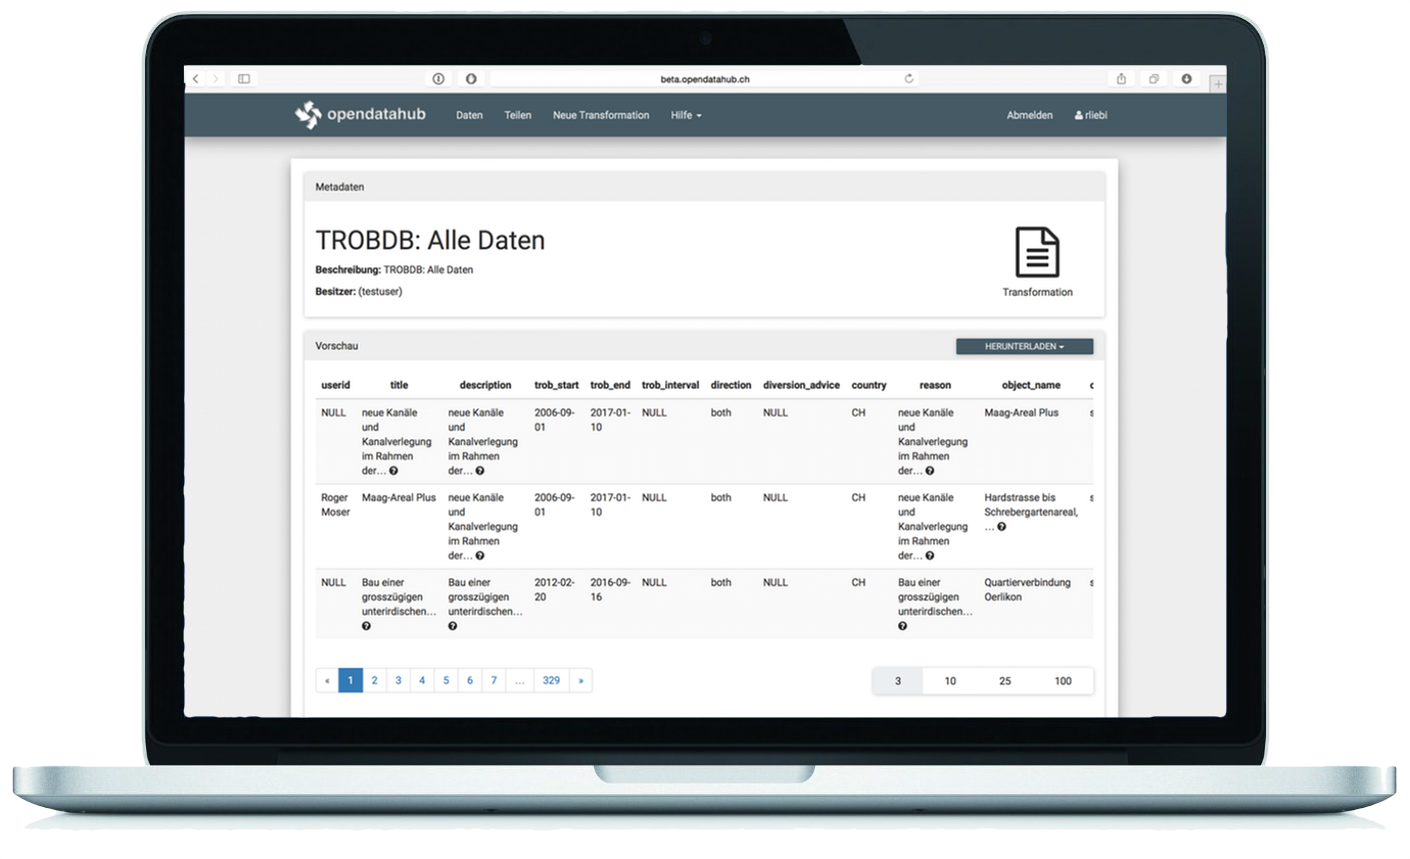 beta.opendatahub.ch
opendatahub Daten Teilen Neue Transformation Hilfe Abmelden rliebi
Metadaten
TROBDB: Alle Daten
Beschreibung: TROBDB: Alle Daten
Besitzer: (testuser)
Transformation
Vorschau
HERUNTERLADEN
userid title description trob_start trob_end trob_interval direction diversion_advice country reason object_name
NULL neue Kanäle neue Kanäle 2006-09- 2017-01- NULL both NULL CH neue Kanäle Maag-Areal Plus
und und 01 10 und
Kanalverlegung Kanalverlegung Kanalverlegung
im Rahmen im Rahmen im Rahmen
der... der... der...
Roger Maag-Areal Plus neue Kanäle 2006-09- 2017-01- NULL both NULL CH neue Kanäle Hardstrasse bis
Moser und 01 10 und Schrebergartenareal,
Kanalverlegung Kanalverlegung ...
im Rahmen im Rahmen
der... der...
NULL Bau einer Bau einer 2012-02- 2016-09- NULL both NULL CH Bau einer Quartierverbindung
grosszügigen grosszügigen 20 16 grosszügigen Oerlikon
unterirdischen... unterirdischen... unterirdischen...
« 1 2 3 4 5 6 7 ... 329 » 3 10 25 100